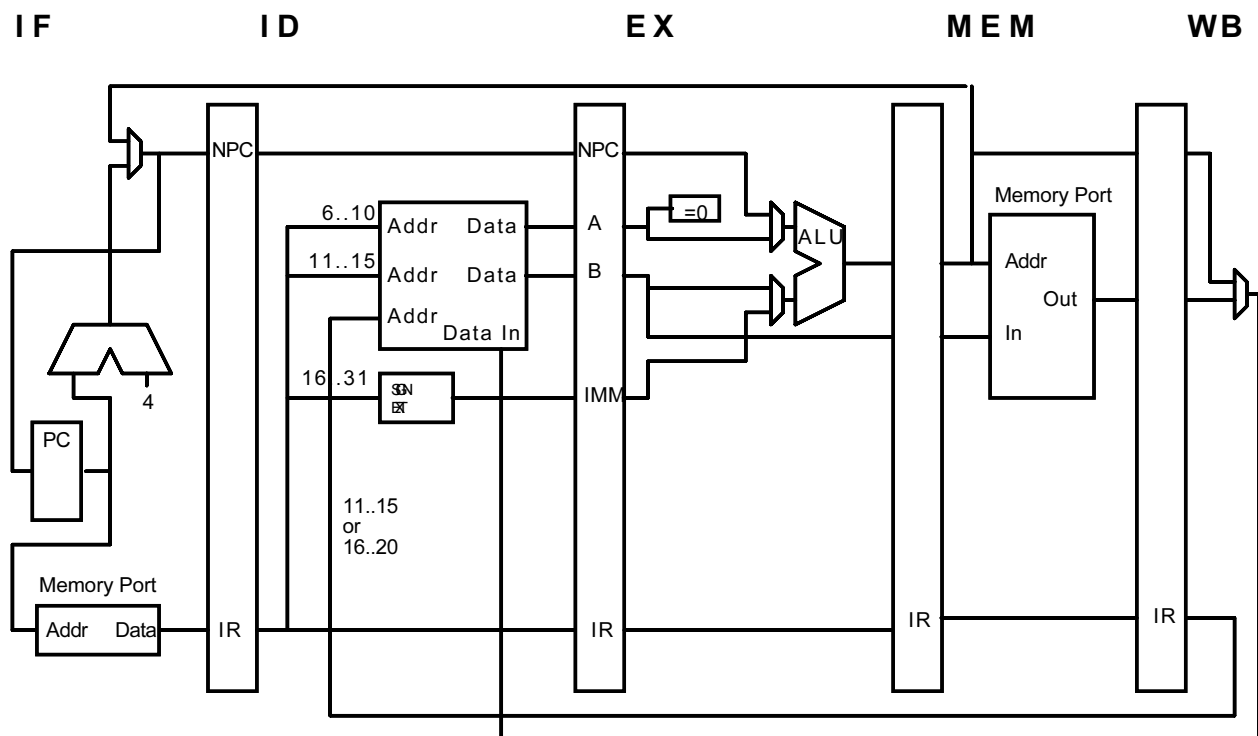 IF ID EX MEM WB
NPC
NPC
Memory Port
6..10
Addr Data
A
=0
ALU
11..15
Addr Data
B
Addr
Addr
Data In
Out
In
16..31
SIGN
EXT
IMM
4
PC
11..15
or
16..20
Memory Port
Addr Data
IR
IR
IR
IR